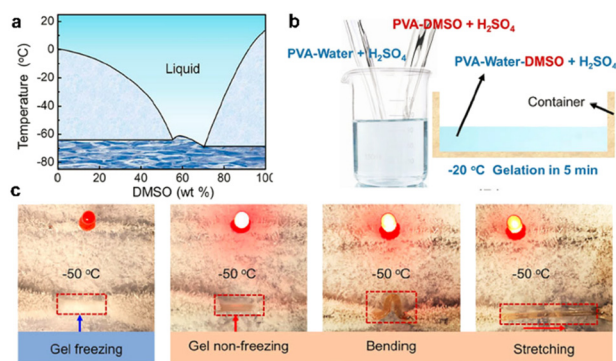 a
Temperature (°C)
20
0
-20
-40
-60
-80
Liquid
0 20 40 60 80 100
DMSO (wt %)
b
PVA-DMSO + H₂SO₄
PVA-Water + H₂SO₄
PVA-Water-DMSO + H₂SO₄
Container
-20 °C Gelation in 5 min
c
-50 °C
-50 °C
-50 °C
-50 °C
Gel freezing
Gel non-freezing
Bending
Stretching